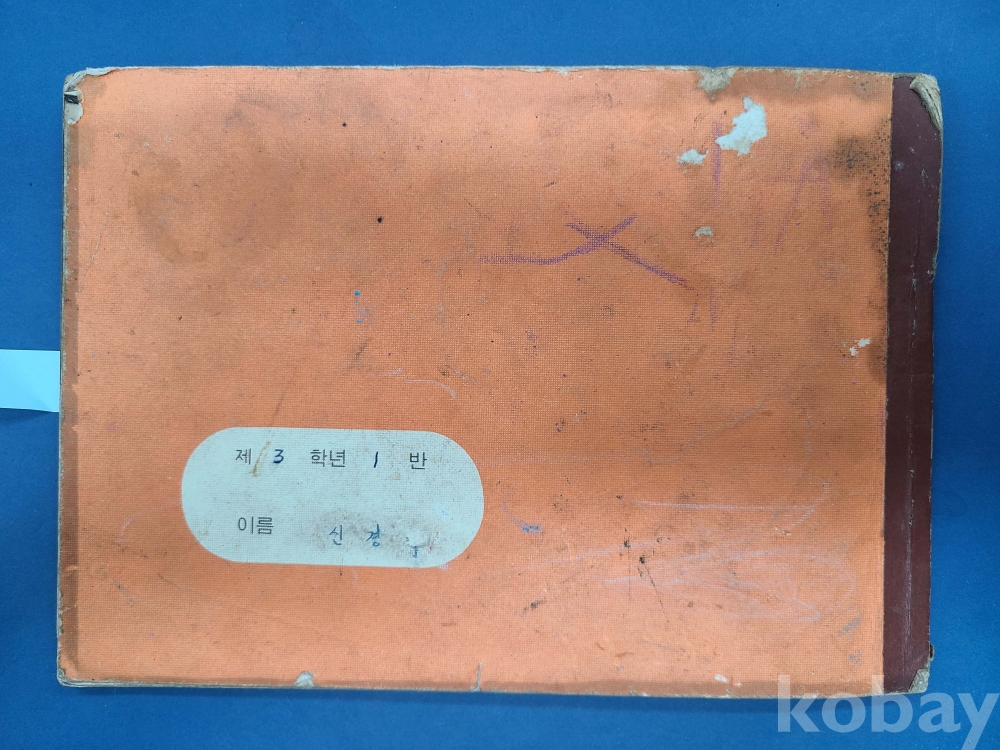 제 3 학년 1 반
이름 신경
kobay